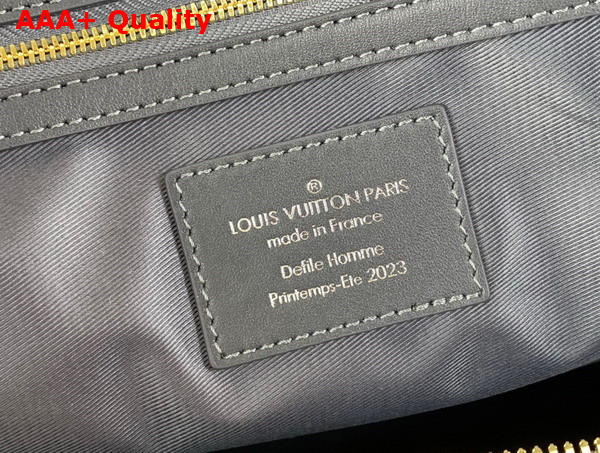 AAA+ Quality
®
LOUIS VUITTON PARIS
made in France
Defile Homme
Printemps-Ete 2023